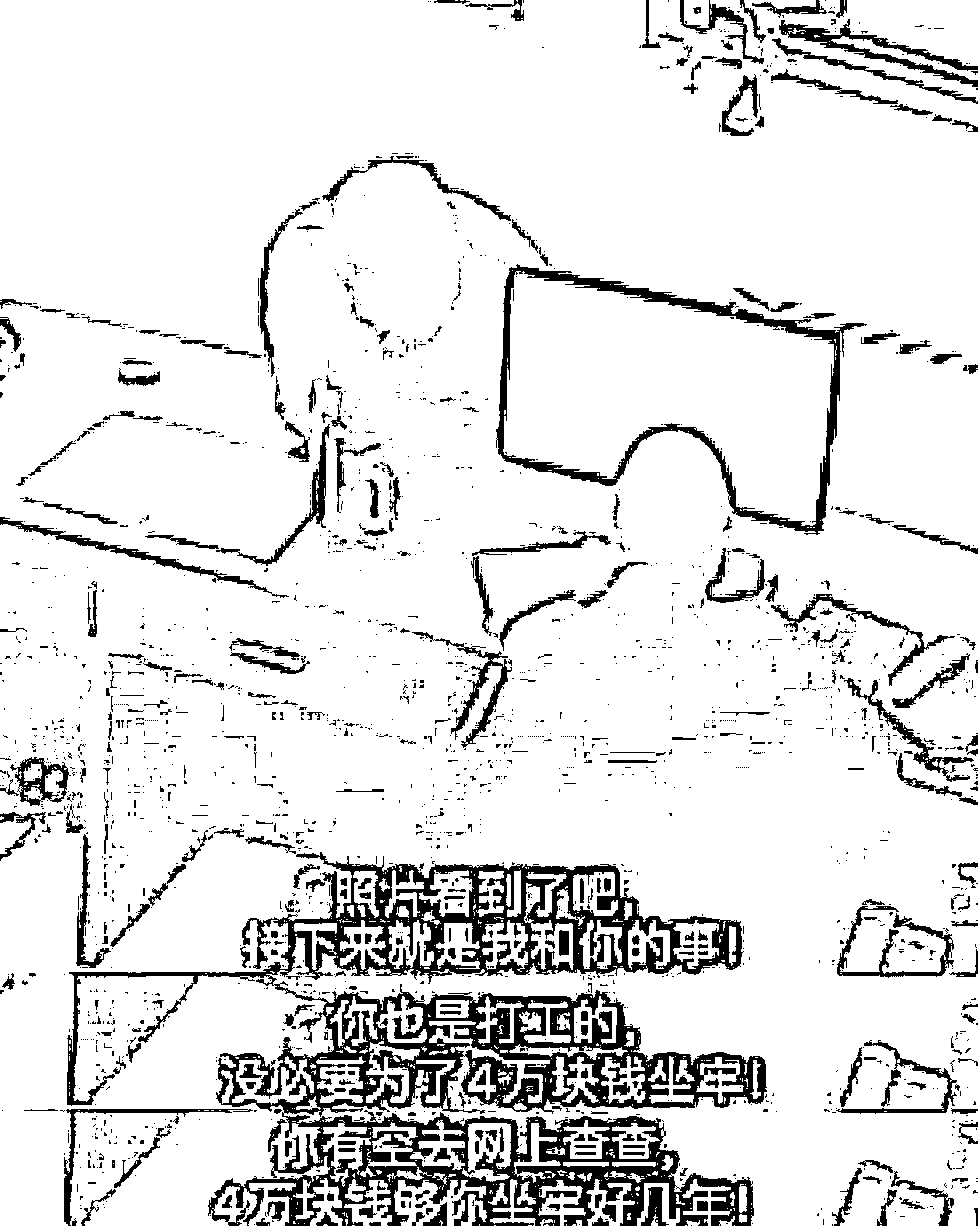 照片看到了吧,
接下来就是我和你的事!
你也是打工的,
没必要为了4万块钱坐牢!
你有空去网上查查,
4万块钱够你坐牢好几年!